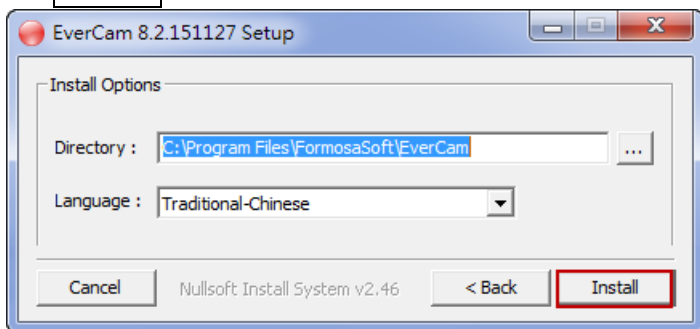 EverCam 8.2.151127 Setup
Install Options
Directory : C:\Program Files\FormosaSoft\EverCam ...
Language : Traditional-Chinese
Cancel Nullsoft Install System v2.46 < Back Install